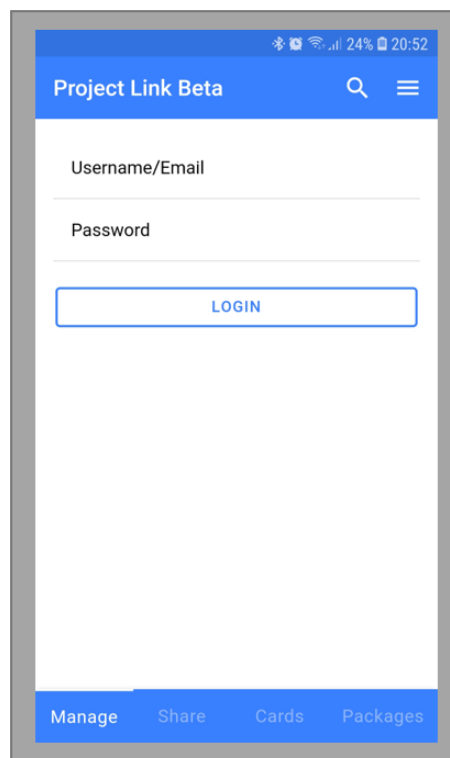 24% 20:52
Project Link Beta
Username/Email
Password
LOGIN
Manage Share Cards Packages